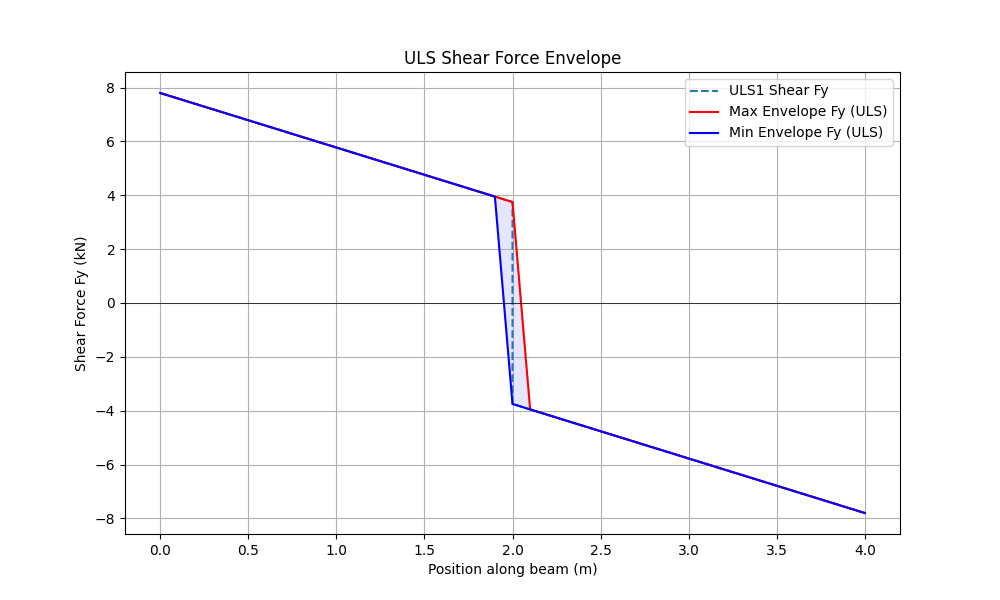 ULS Shear Force Envelope
ULS1 Shear Fy
Max Envelope Fy (ULS)
Min Envelope Fy (ULS)
Shear Force Fy (kN)
8
6
4
2
0
−2
−4
−6
−8
0.0 0.5 1.0 1.5 2.0 2.5 3.0 3.5 4.0
Position along beam (m)